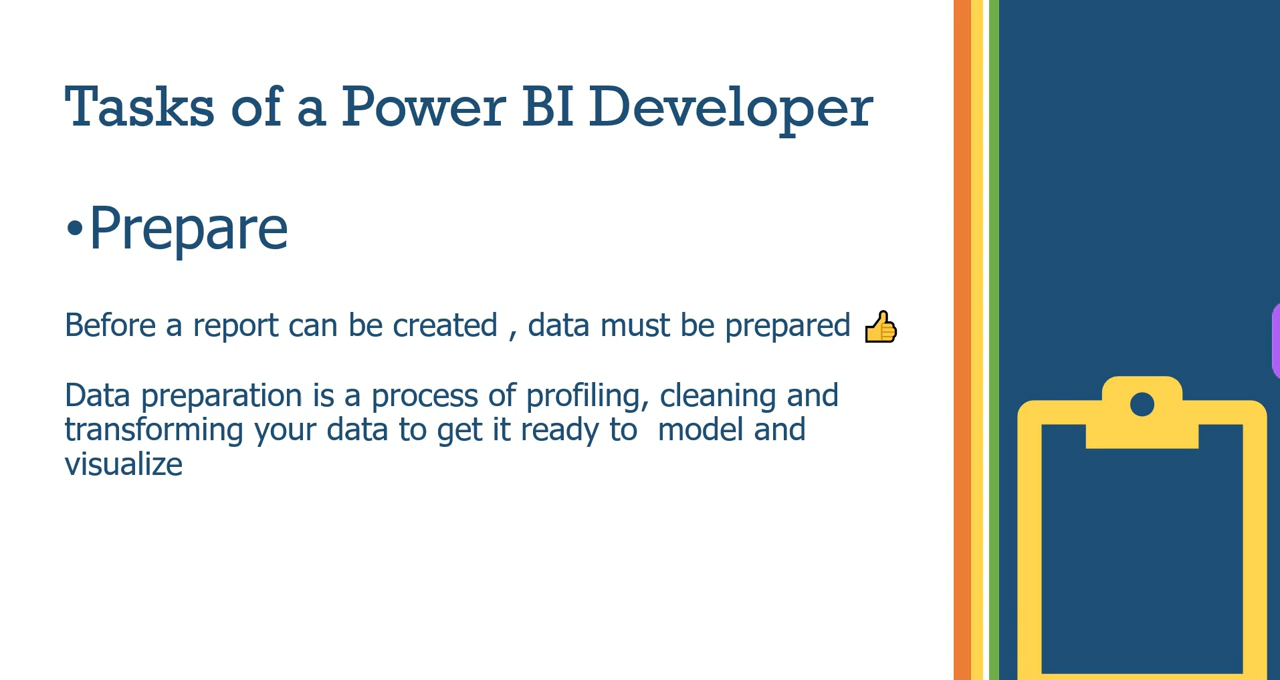 Tasks of a Power BI Developer
•Prepare
Before a report can be created , data must be prepared 👍
Data preparation is a process of profiling, cleaning and
transforming your data to get it ready to  model and
visualize